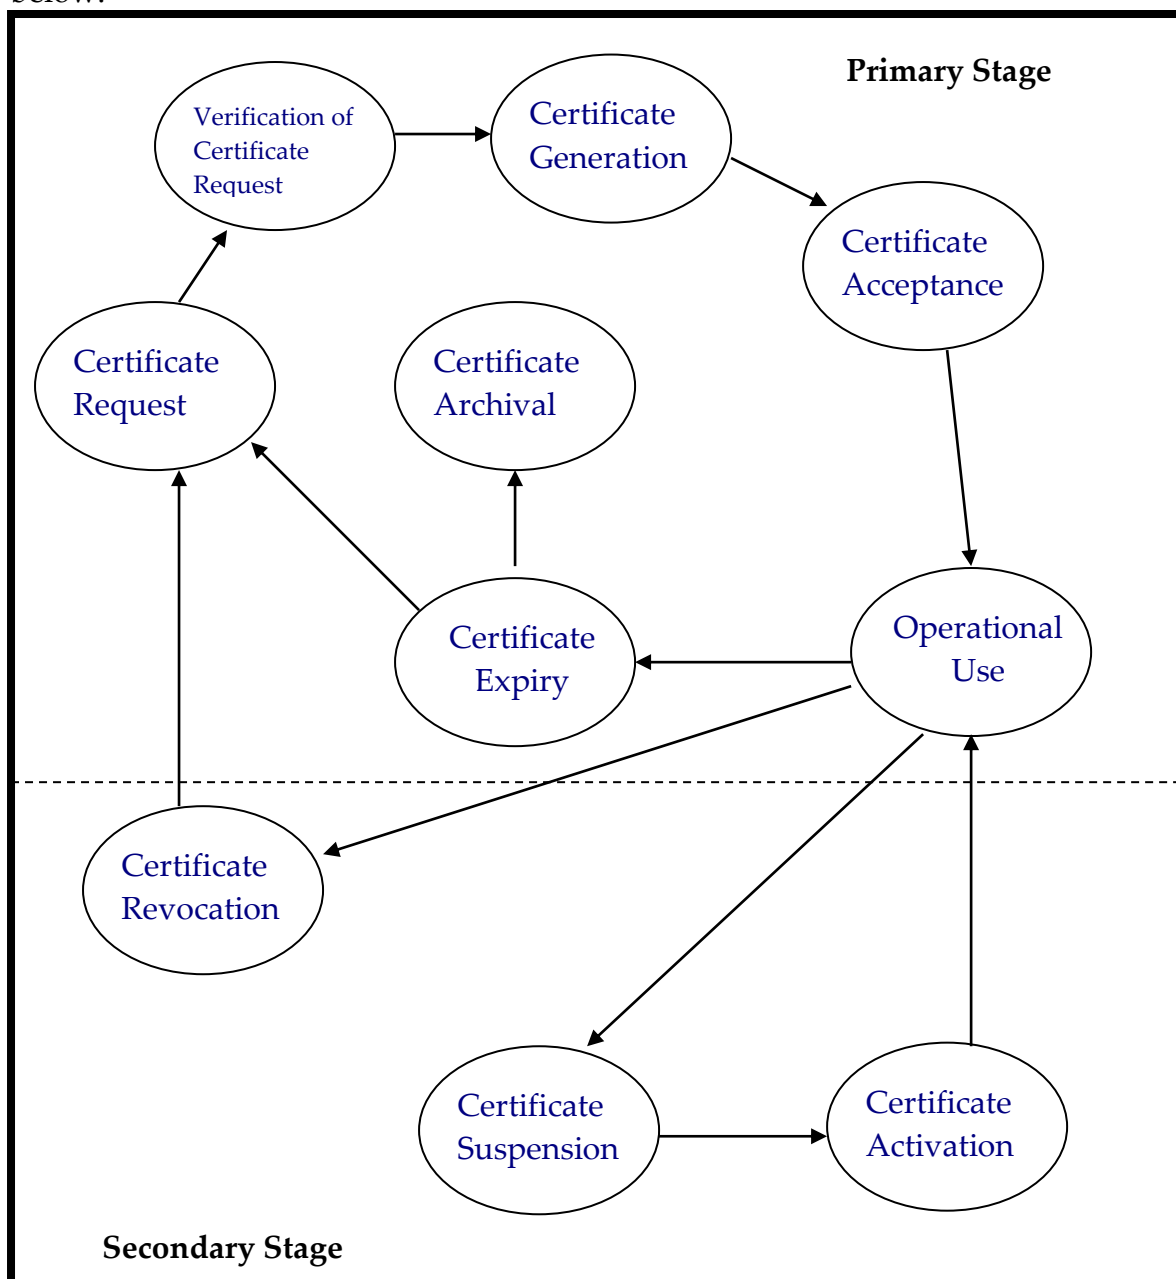 below:
Primary Stage
Verification of
Certificate
Request
Certificate
Generation
Certificate
Acceptance
Certificate
Request
Certificate
Archival
Certificate
Expiry
Operational
Use
Certificate
Revocation
Certificate
Suspension
Certificate
Activation
Secondary Stage